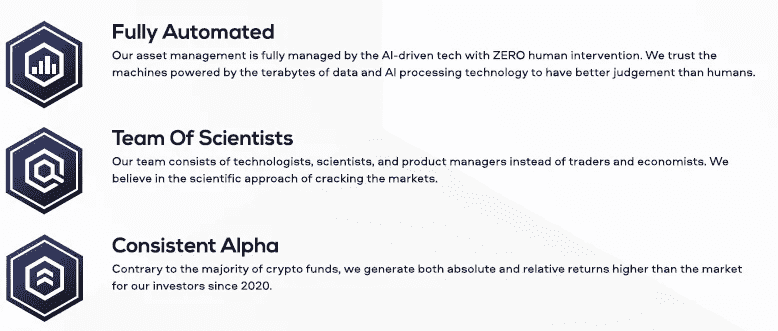 Fully Automated
Our asset management is fully managed by the AI-driven tech with ZERO human intervention. We trust the
machines powered by the terabytes of data and AI processing technology to have better judgement than humans.
Team Of Scientists
Our team consists of technologists, scientists, and product managers instead of traders and economists. We
believe in the scientific approach of cracking the markets.
Consistent Alpha
Contrary to the majority of crypto funds, we generate both absolute and relative returns higher than the market
for our investors since 2020.